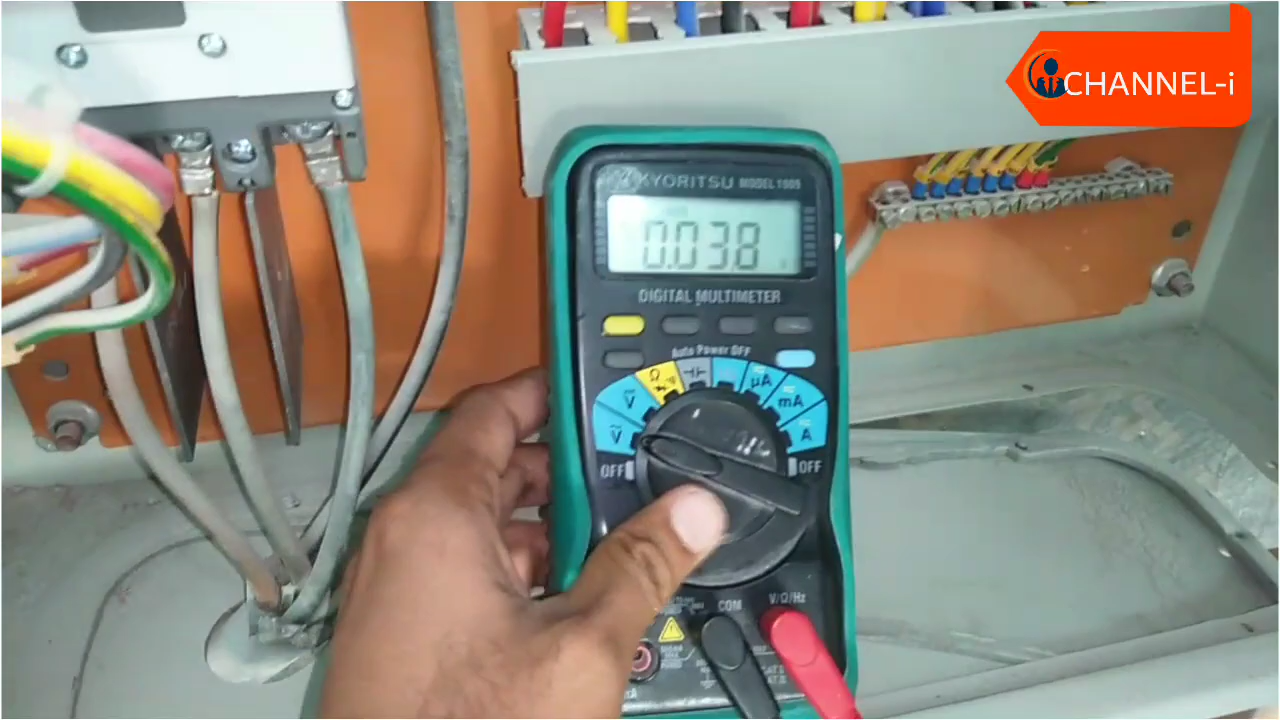 CHANNEL-i
KYORITSU MODEL 1009
0.038
DIGITAL MULTIMETER
Auto Power OFF
Ω
V
μA
mA
V
A
OFF
OFF
COM
V/Ω/Hz